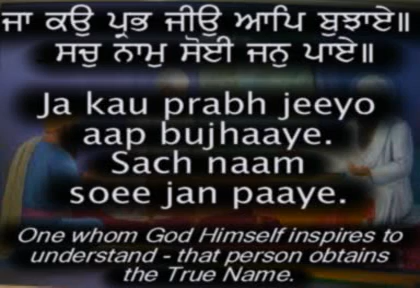 ਜਾ ਕਉ ਪ੍ਰਭ ਜੀਉ ਆਪਿ ਬੁਝਾਏ॥
ਸਚੁ ਨਾਮੁ ਸੋਈ ਜਨੁ ਪਾਏ॥
Ja kau prabh jeeyo
aap bujhaaye.
Sach naam
soee jan paaye.
One whom God Himself inspires to
understand - that person obtains
the True Name.